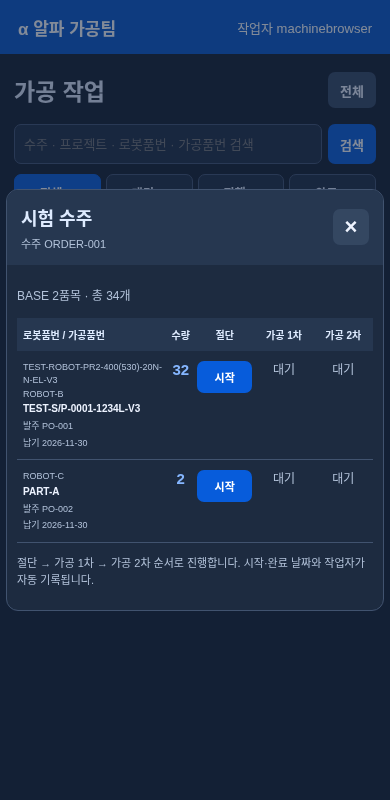 α 알파 가공팀
작업자 machinebrowser
가공 작업
전체
수주 · 프로젝트 · 로봇품번 · 가공품번 검색
검색
시험 수주
수주 ORDER-001
×
BASE 2품목 · 총 34개
로봇품번 / 가공품번 수량 절단 가공 1차 가공 2차
TEST-ROBOT-PR2-400(530)-20N-
N-EL-V3
ROBOT-B
TEST-S/P-0001-1234L-V3
발주 PO-001
납기 2026-11-30
32 시작 대기 대기
ROBOT-C
PART-A
발주 PO-002
납기 2026-11-30
2 시작 대기 대기
절단 → 가공 1차 → 가공 2차 순서로 진행합니다. 시작·완료 날짜와 작업자가
자동 기록됩니다.